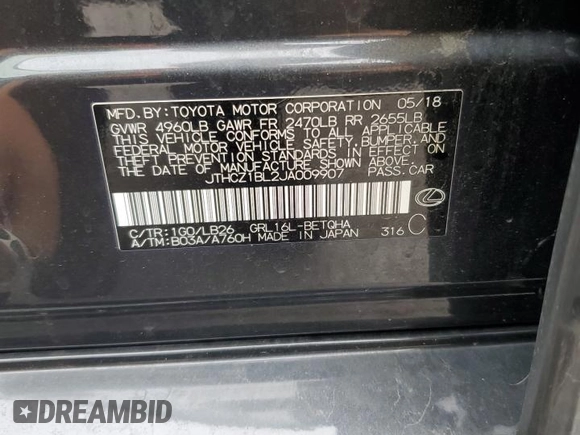 MFD.BY:TOYOTA MOTOR CORPORATION 05/18
GVWR 4960LB GAWR FR 2470LB RR 2655LB
THIS VEHICLE CONFORMS TO ALL APPLICABLE
FEDERAL MOTOR VEHICLE SAFETY,BUMPER,AND
THEFT PREVENTION STANDARDS IN EFFECT ON
THE DATE OF MANUFACTURE SHOWN ABOVE.
JTHCZ1BL2JA009907 PASS.CAR
C/TR:1G0/LB26 GRL16L-BETQHA
A/TM:B03A/A760H MADE IN JAPAN 316 C
DREAMBID